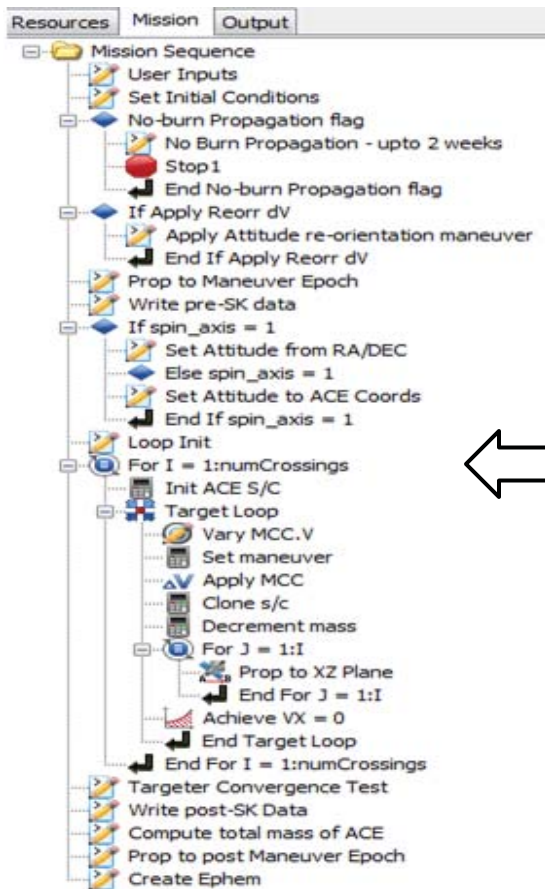 Resources Mission Output
Mission Sequence
User Inputs
Set Initial Conditions
No-burn Propagation flag
No Burn Propagation - upto 2 weeks
Stop1
End No-burn Propagation flag
If Apply Reorr dV
Apply Attitude re-orientation maneuver
End If Apply Reorr dV
Prop to Maneuver Epoch
Write pre-SK data
If spin_axis = 1
Set Attitude from RA/DEC
Else spin_axis = 1
Set Attitude to ACE Coords
End If spin_axis = 1
Loop Init
For I = 1:numCrossings
Init ACE S/C
Target Loop
Vary MCC.V
Set maneuver
Apply MCC
Clone s/c
Decrement mass
For J = 1:I
Prop to XZ Plane
End For J = 1:I
Achieve VX = 0
End Target Loop
End For I = 1:numCrossings
Targeter Convergence Test
Write post-SK Data
Compute total mass of ACE
Prop to post Maneuver Epoch
Create Ephem